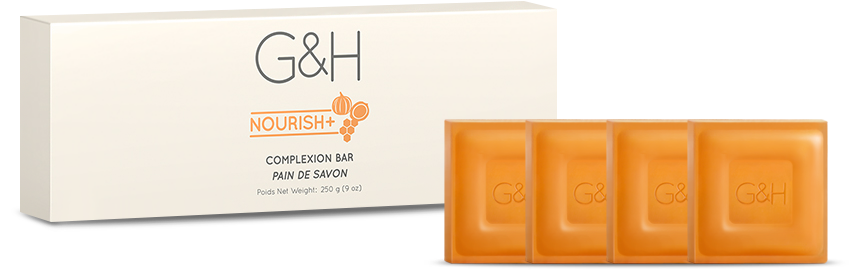 G&H
NOURISH+
COMPLEXION BAR
PAIN DE SAVON
Poids Net Weight: 250 g (9 oz)
G&H
G&H
G&H
G&H